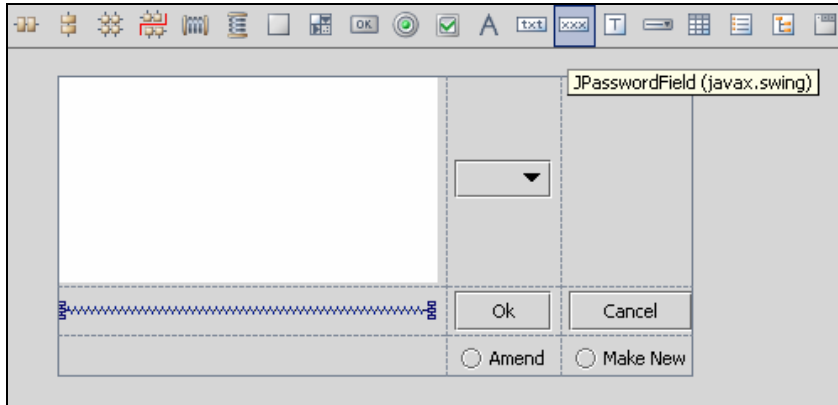 OK A txt xxx T
JPasswordField (javax.swing)
Ok Cancel
Amend Make New